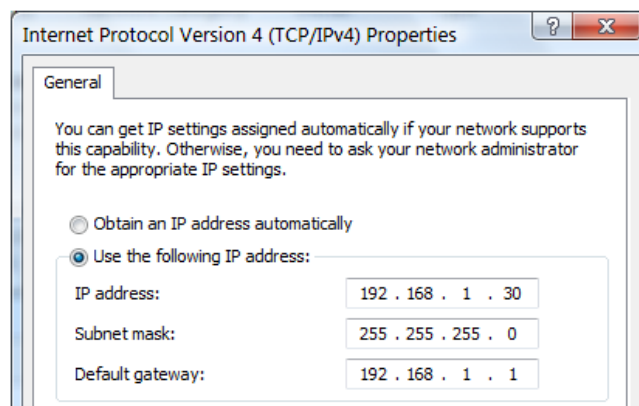 Internet Protocol Version 4 (TCP/IPv4) Properties
General
You can get IP settings assigned automatically if your network supports
this capability. Otherwise, you need to ask your network administrator
for the appropriate IP settings.
Obtain an IP address automatically
Use the following IP address:
IP address: 192 . 168 . 1 . 30
Subnet mask: 255 . 255 . 255 . 0
Default gateway: 192 . 168 . 1 . 1